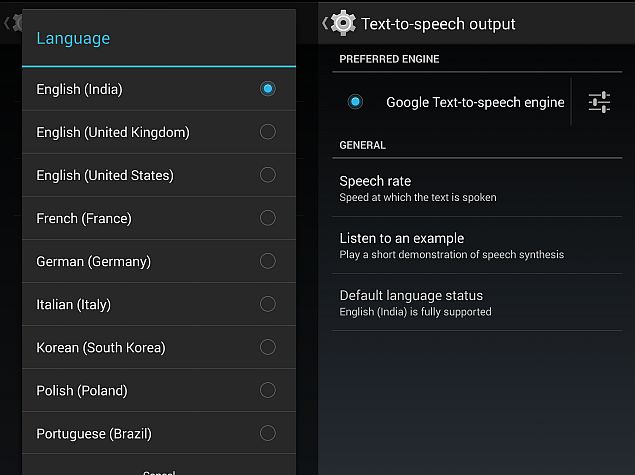 Language
English (India)
English (United Kingdom)
English (United States)
French (France)
German (Germany)
Italian (Italy)
Korean (South Korea)
Polish (Poland)
Portuguese (Brazil)
Cancel
Text-to-speech output
PREFERRED ENGINE
Google Text-to-speech engine
GENERAL
Speech rate
Speed at which the text is spoken
Listen to an example
Play a short demonstration of speech synthesis
Default language status
English (India) is fully supported